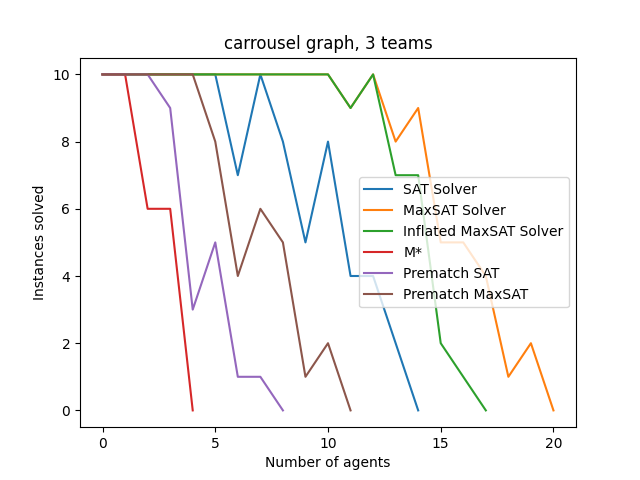 carrousel graph, 3 teams
10
8
6
4
2
0
Instances solved
SAT Solver
MaxSAT Solver
Inflated MaxSAT Solver
M*
Prematch SAT
Prematch MaxSAT
0 5 10 15 20
Number of agents